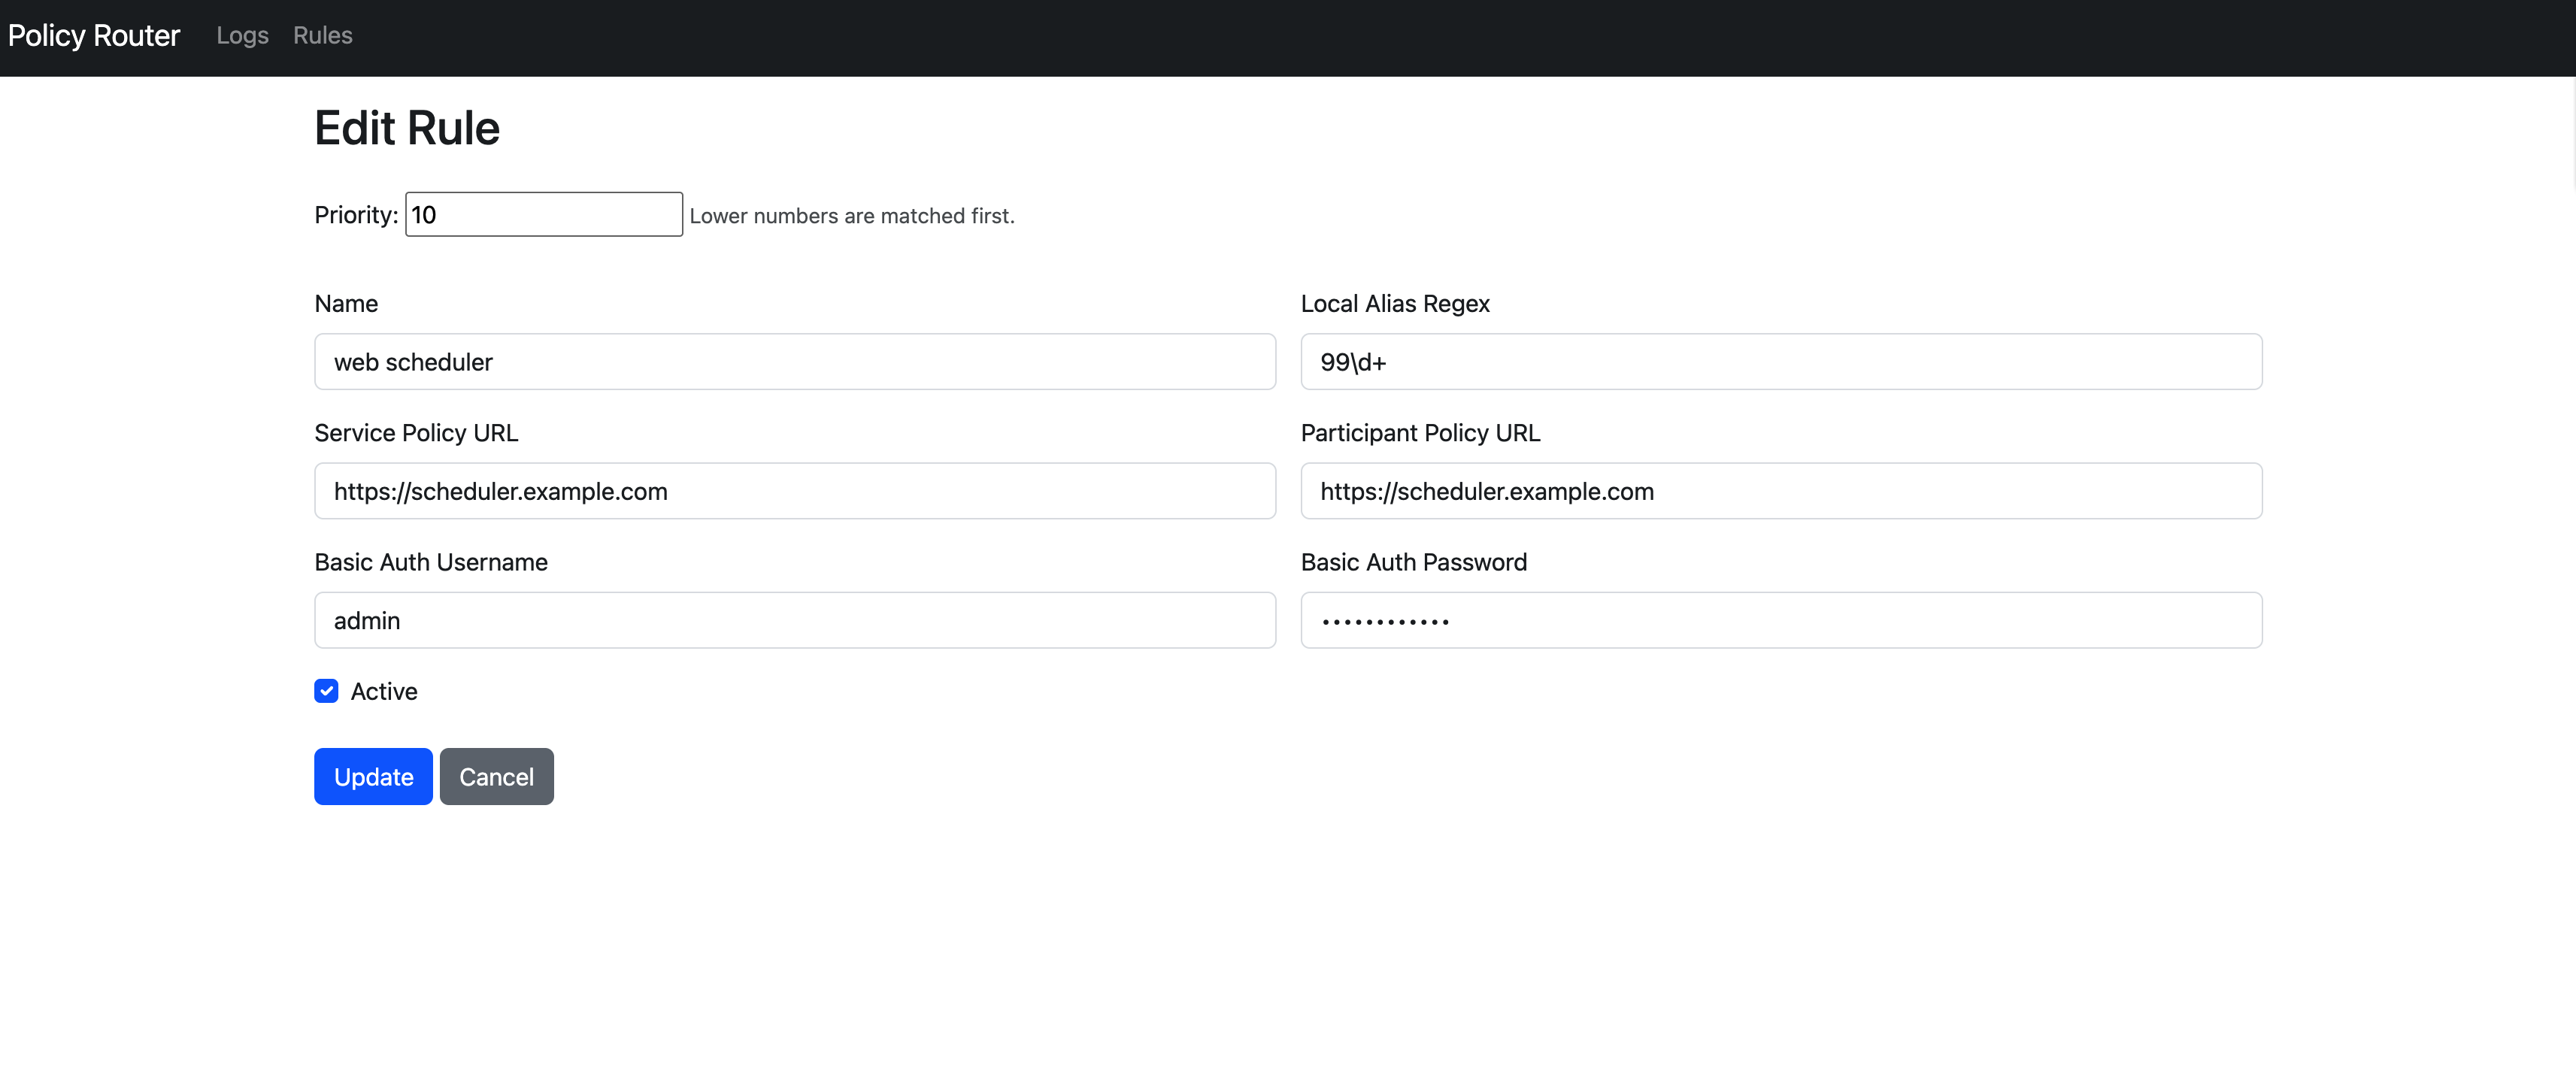 Policy Router Logs Rules
Edit Rule
Priority: 10 Lower numbers are matched first.
Name
web scheduler
Local Alias Regex
99\d+
Service Policy URL
https://scheduler.example.com
Participant Policy URL
https://scheduler.example.com
Basic Auth Username
admin
Basic Auth Password
••••••••••••
Active
Update Cancel